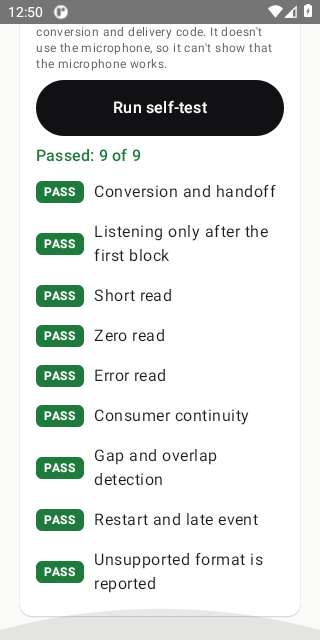 12:50
conversion and delivery code. It doesn't
use the microphone, so it can't show that
the microphone works.
Run self-test
Passed: 9 of 9
PASS Conversion and handoff
PASS Listening only after the
first block
PASS Short read
PASS Zero read
PASS Error read
PASS Consumer continuity
PASS Gap and overlap
detection
PASS Restart and late event
PASS Unsupported format is
reported